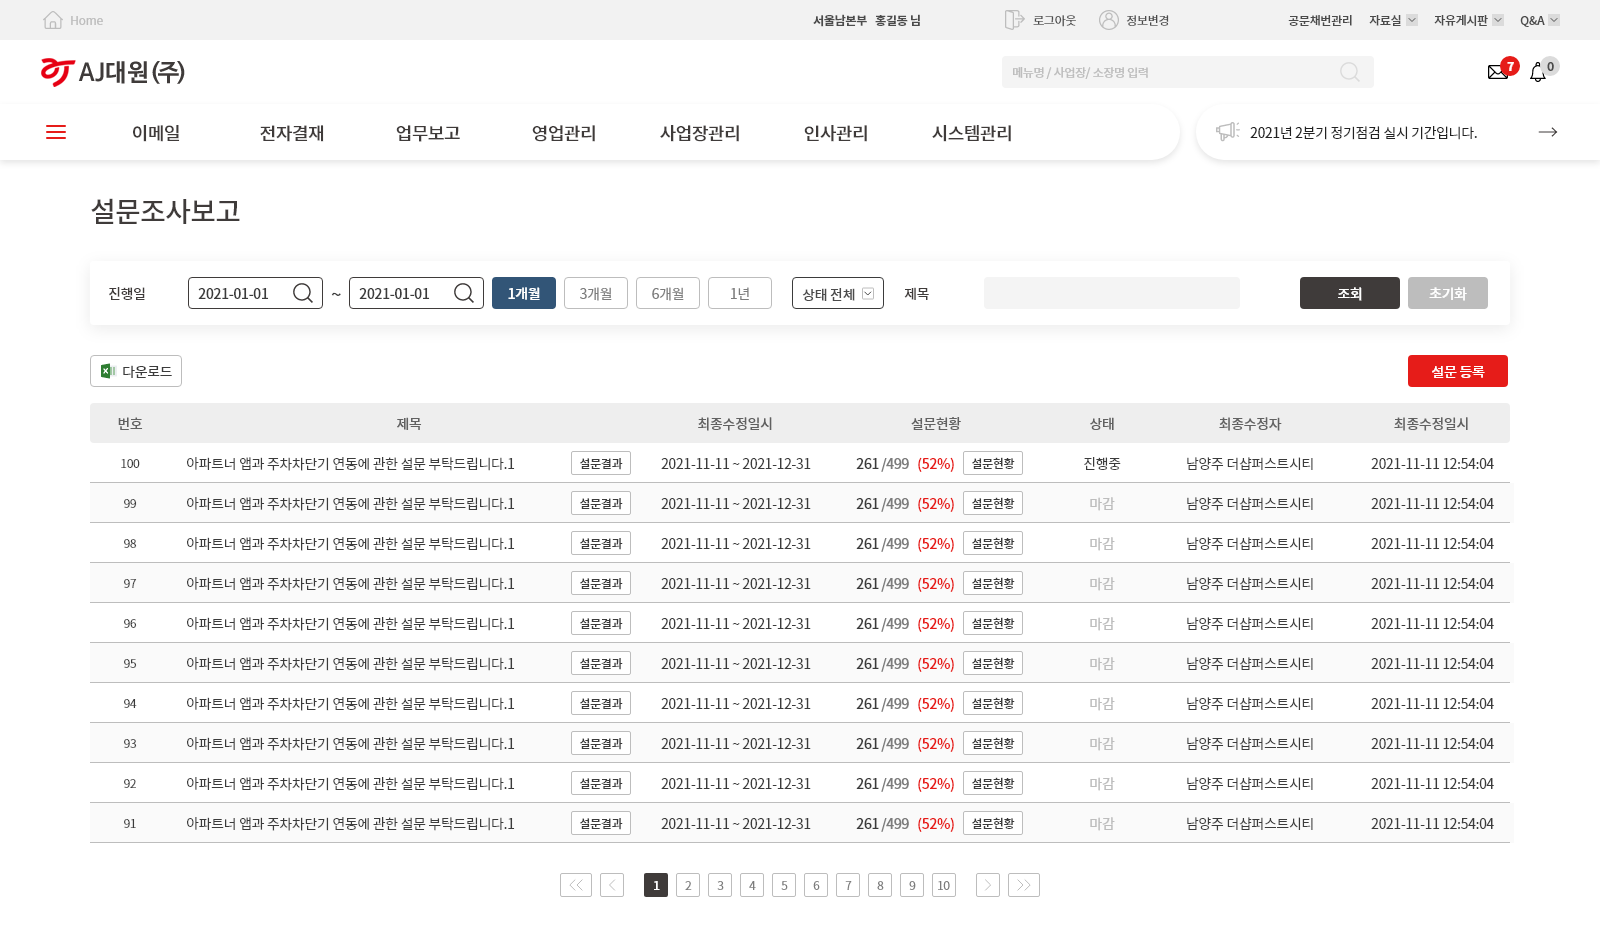 Home 서울남본부 홍길동 님 로그아웃 정보변경 공문채번관리 자료실 자유게시판 Q&A
AJ대원(주) 메뉴명 / 사업장/ 소장명 입력 7 0
이메일 전자결재 업무보고 영업관리 사업장관리 인사관리 시스템관리 2021년 2분기 정기점검 실시 기간입니다.
설문조사보고
진행일 2021-01-01 ~ 2021-01-01 1개월 3개월 6개월 1년 상태 전체 제목 조회 초기화
다운로드 설문 등록
번호 제목 최종수정일시 설문현황 상태 최종수정자 최종수정일시
100 아파트너 앱과 주차차단기 연동에 관한 설문 부탁드립니다.1 설문결과 2021-11-11 ~ 2021-12-31 261/499 (52%) 설문현황 진행중 남양주 더샵퍼스트시티 2021-11-11 12:54:04
99 아파트너 앱과 주차차단기 연동에 관한 설문 부탁드립니다.1 설문결과 2021-11-11 ~ 2021-12-31 261/499 (52%) 설문현황 마감 남양주 더샵퍼스트시티 2021-11-11 12:54:04
98 아파트너 앱과 주차차단기 연동에 관한 설문 부탁드립니다.1 설문결과 2021-11-11 ~ 2021-12-31 261/499 (52%) 설문현황 마감 남양주 더샵퍼스트시티 2021-11-11 12:54:04
97 아파트너 앱과 주차차단기 연동에 관한 설문 부탁드립니다.1 설문결과 2021-11-11 ~ 2021-12-31 261/499 (52%) 설문현황 마감 남양주 더샵퍼스트시티 2021-11-11 12:54:04
96 아파트너 앱과 주차차단기 연동에 관한 설문 부탁드립니다.1 설문결과 2021-11-11 ~ 2021-12-31 261/499 (52%) 설문현황 마감 남양주 더샵퍼스트시티 2021-11-11 12:54:04
95 아파트너 앱과 주차차단기 연동에 관한 설문 부탁드립니다.1 설문결과 2021-11-11 ~ 2021-12-31 261/499 (52%) 설문현황 마감 남양주 더샵퍼스트시티 2021-11-11 12:54:04
94 아파트너 앱과 주차차단기 연동에 관한 설문 부탁드립니다.1 설문결과 2021-11-11 ~ 2021-12-31 261/499 (52%) 설문현황 마감 남양주 더샵퍼스트시티 2021-11-11 12:54:04
93 아파트너 앱과 주차차단기 연동에 관한 설문 부탁드립니다.1 설문결과 2021-11-11 ~ 2021-12-31 261/499 (52%) 설문현황 마감 남양주 더샵퍼스트시티 2021-11-11 12:54:04
92 아파트너 앱과 주차차단기 연동에 관한 설문 부탁드립니다.1 설문결과 2021-11-11 ~ 2021-12-31 261/499 (52%) 설문현황 마감 남양주 더샵퍼스트시티 2021-11-11 12:54:04
91 아파트너 앱과 주차차단기 연동에 관한 설문 부탁드립니다.1 설문결과 2021-11-11 ~ 2021-12-31 261/499 (52%) 설문현황 마감 남양주 더샵퍼스트시티 2021-11-11 12:54:04
1 2 3 4 5 6 7 8 9 10